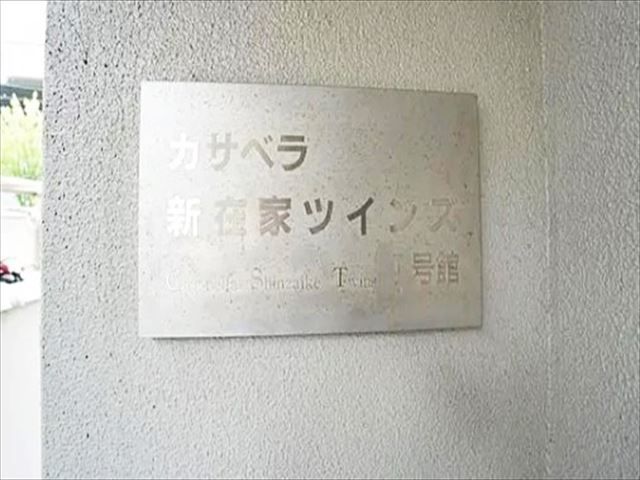 カサベラ
新在家ツインズ
Shinzaike Twins 号館